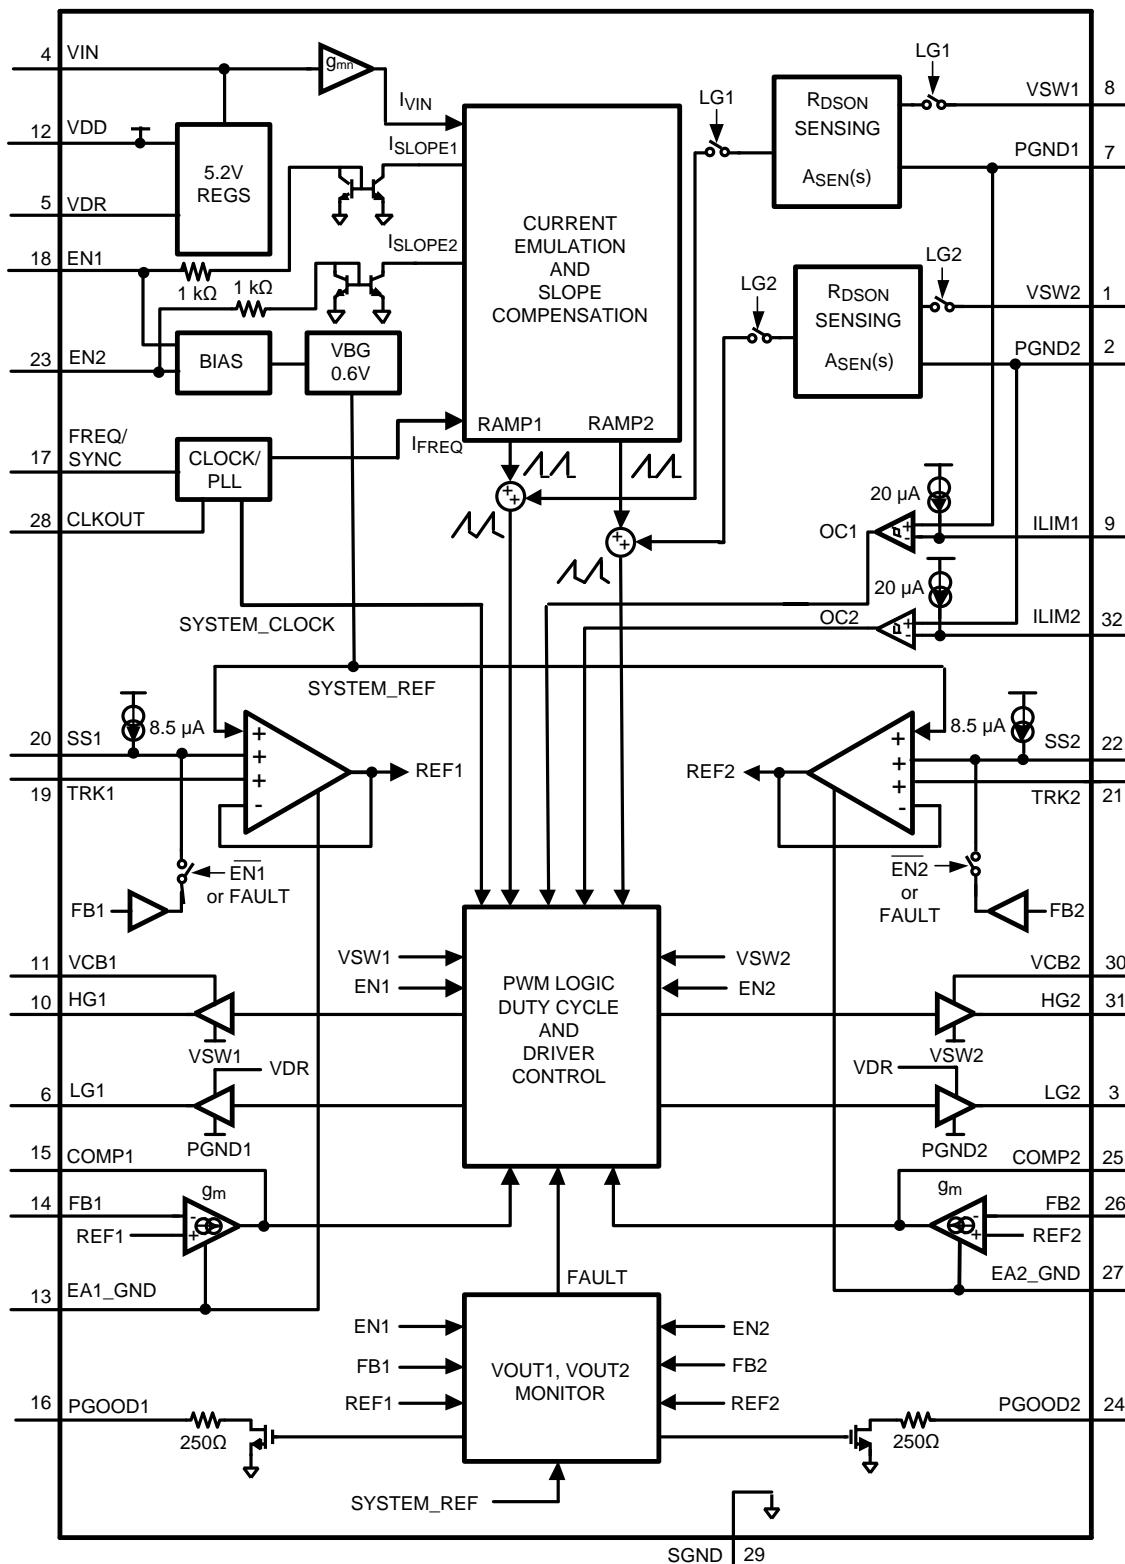 4 VIN
gmn
IVIN
12 VDD
ISLOPE1
5.2V
REGS
5 VDR
ISLOPE2
18 EN1
1 kΩ
1 kΩ
BIAS
VBG
0.6V
23 EN2
FREQ/
17 SYNC
CLOCK/
PLL
IFREQ
28 CLKOUT
SYSTEM_CLOCK
CURRENT
EMULATION
AND
SLOPE
COMPENSATION
RAMP1
RAMP2
+
+
+
+
LG1
RDSON
SENSING
ASEN(s)
LG1
VSW1 8
PGND1 7
LG2
RDSON
SENSING
ASEN(s)
LG2
VSW2 1
PGND2 2
20 µA
OC1
+
-
ILIM1 9
20 µA
OC2
+
-
ILIM2 32
SYSTEM_REF
8.5 µA
20 SS1
19 TRK1
+
+
+
-
REF1
EN1
or FAULT
FB1
REF2
+
+
+
-
8.5 µA
SS2 22
TRK2 21
EN2
or
FAULT
FB2
11 VCB1
10 HG1
VSW1
VDR
6 LG1
PGND1
VSW1
EN1
PWM LOGIC
DUTY CYCLE
AND
DRIVER
CONTROL
VSW2
EN2
VCB2 30
HG2 31
VSW2
VDR
LG2 3
PGND2
15 COMP1
gm
14 FB1
-
+
REF1
13 EA1_GND
COMP2 25
gm
FB2 26
-
+
REF2
EA2_GND 27
FAULT
EN1
FB1
REF1
VOUT1, VOUT2
MONITOR
EN2
FB2
REF2
16 PGOOD1
250Ω
PGOOD2 24
250Ω
SYSTEM_REF
SGND 29